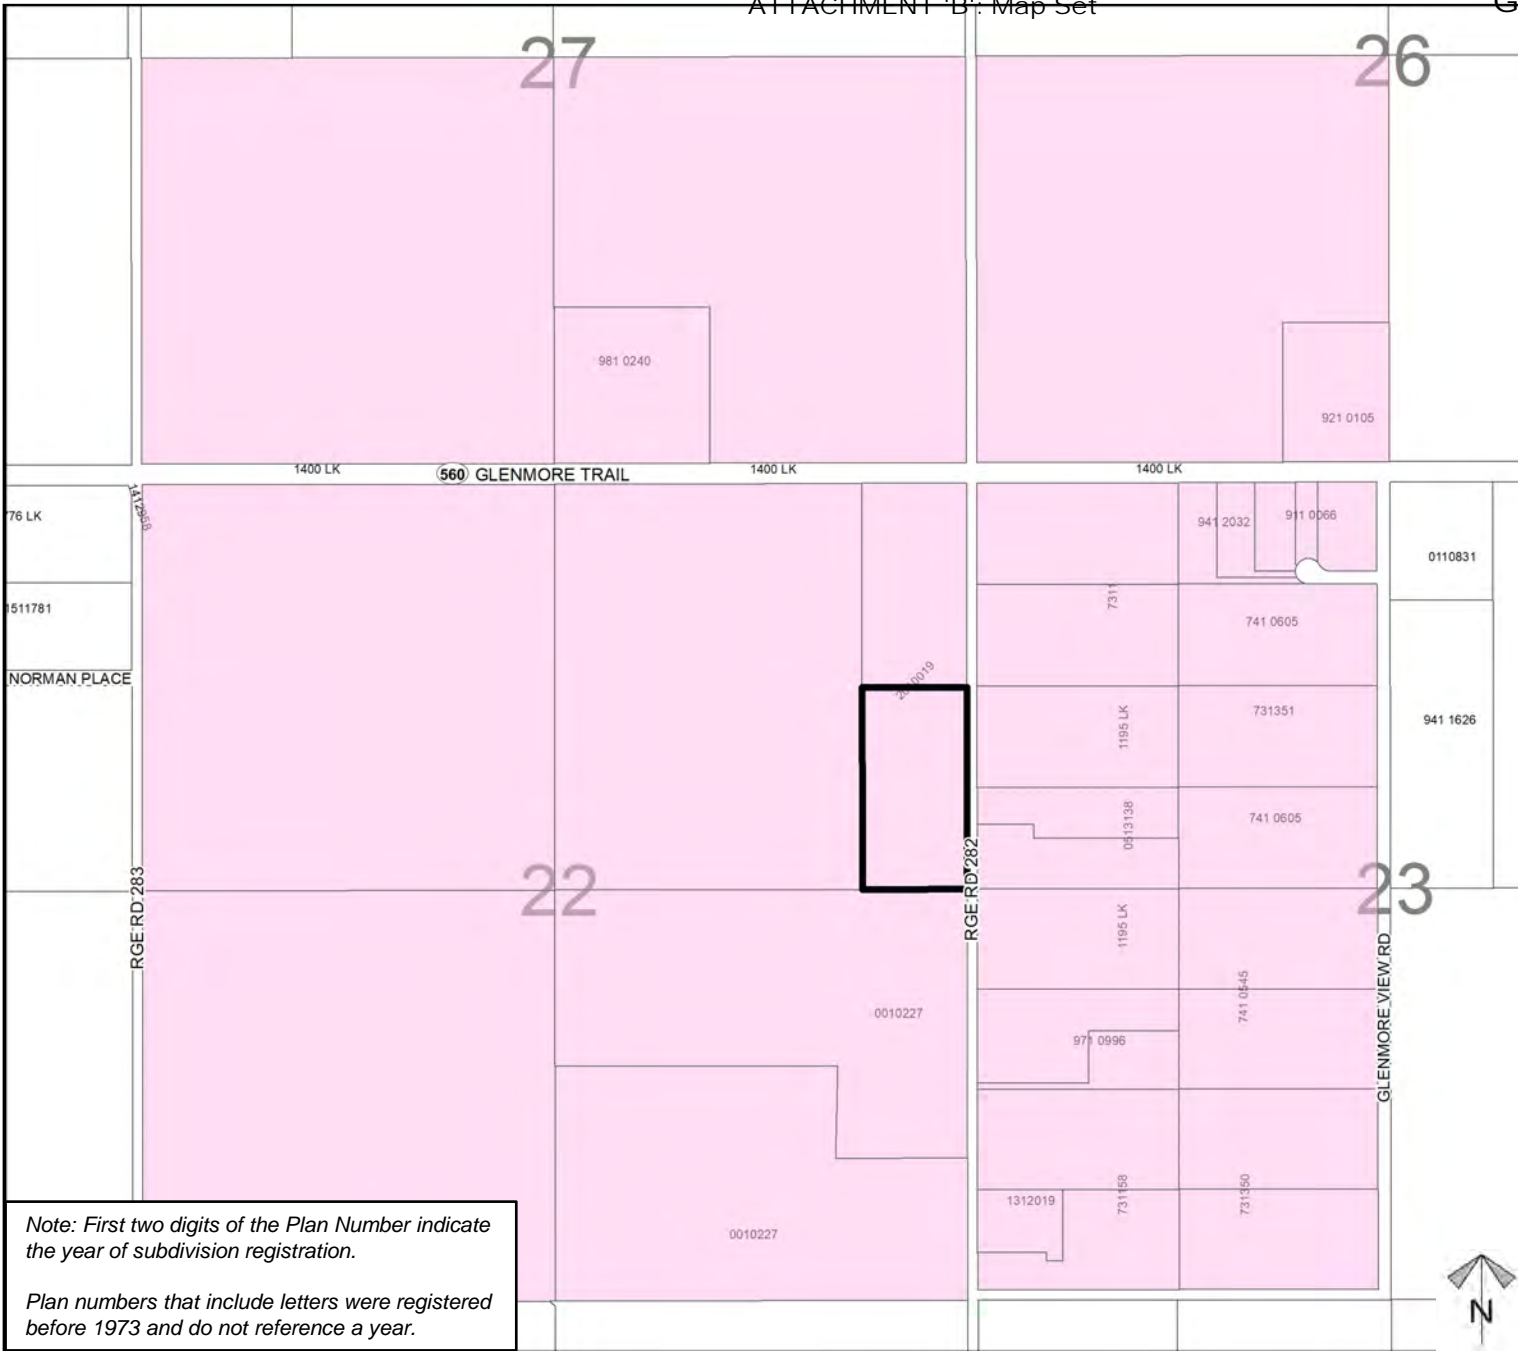 ATTACHMENT 'B': Map Set
G
27
26
981 0240
921 0105
1400 LK
560 GLENMORE TRAIL
1400 LK
1400 LK
776 LK
1412958
941 2032
911 0066
0110831
1511781
7311
741 0605
NORMAN PLACE
2010019
1195 LK
731351
941 1626
0513138
741 0605
RGE RD 283
22
RGE RD 282
23
1195 LK
GLENMORE VIEW RD
741 0545
0010227
971 0996
1312019
731158
731350
0010227
Note: First two digits of the Plan Number indicate
the year of subdivision registration.
Plan numbers that include letters were registered
before 1973 and do not reference a year.
N